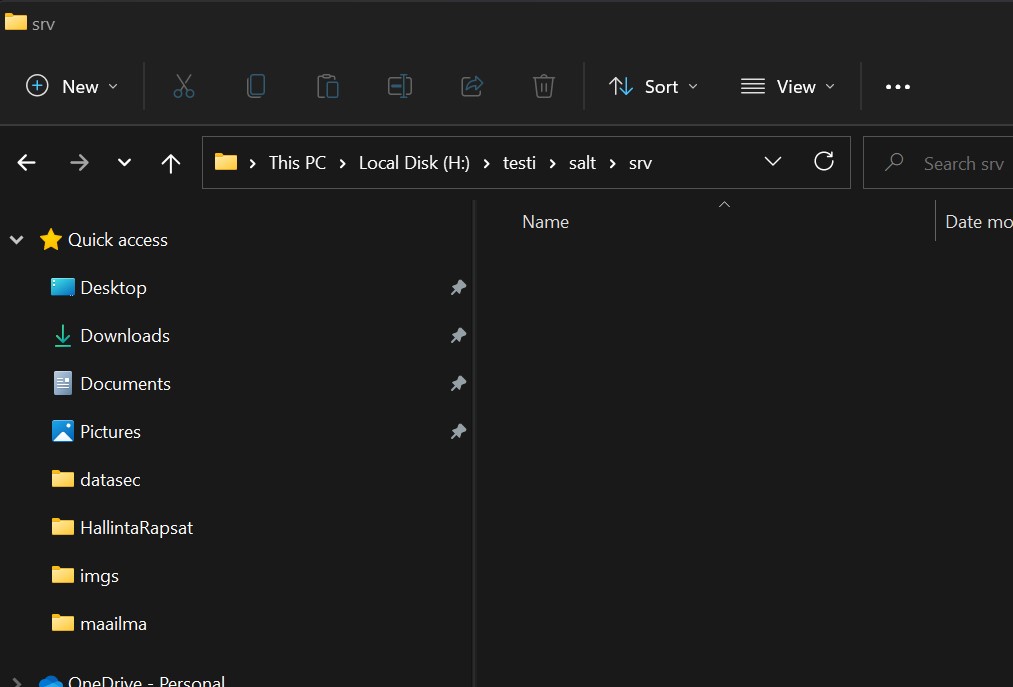 srv
New Sort View
This PC > Local Disk (H:) > testi > salt > srv Search srv
Name Date mo
Quick access
Desktop
Downloads
Documents
Pictures
datasec
HallintaRapsat
imgs
maailma
OneDrive - Personal